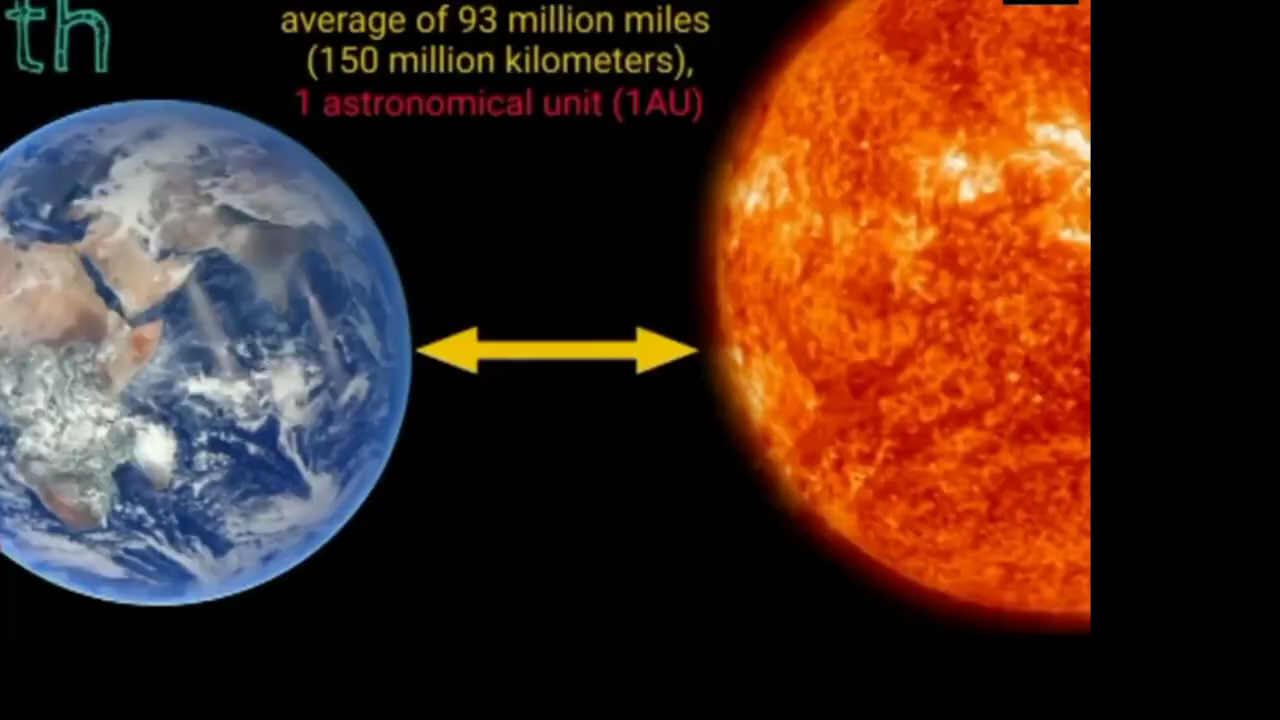 th
average of 93 million miles
(150 million kilometers),
1 astronomical unit (1AU)